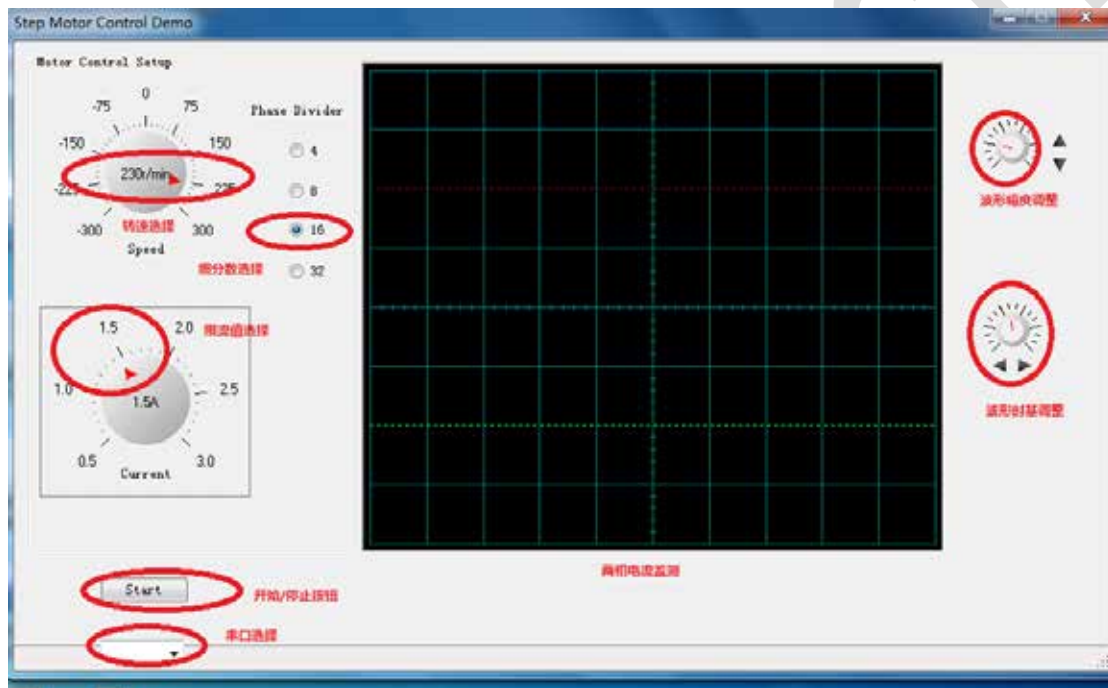 Step Motor Control Demo
Motor Control Setup
0
-75 75
-150 150
230r/min
-225 225
-300 300
转速选择
Speed
Phase Divider
4
8
16
32
细分数选择
1.5 2.0
限流值选择
1.0 2.5
1.5A
0.5 3.0
Current
波形幅度调整
波形时基调整
两相电流监测
Start
开始/停止按钮
串口选择